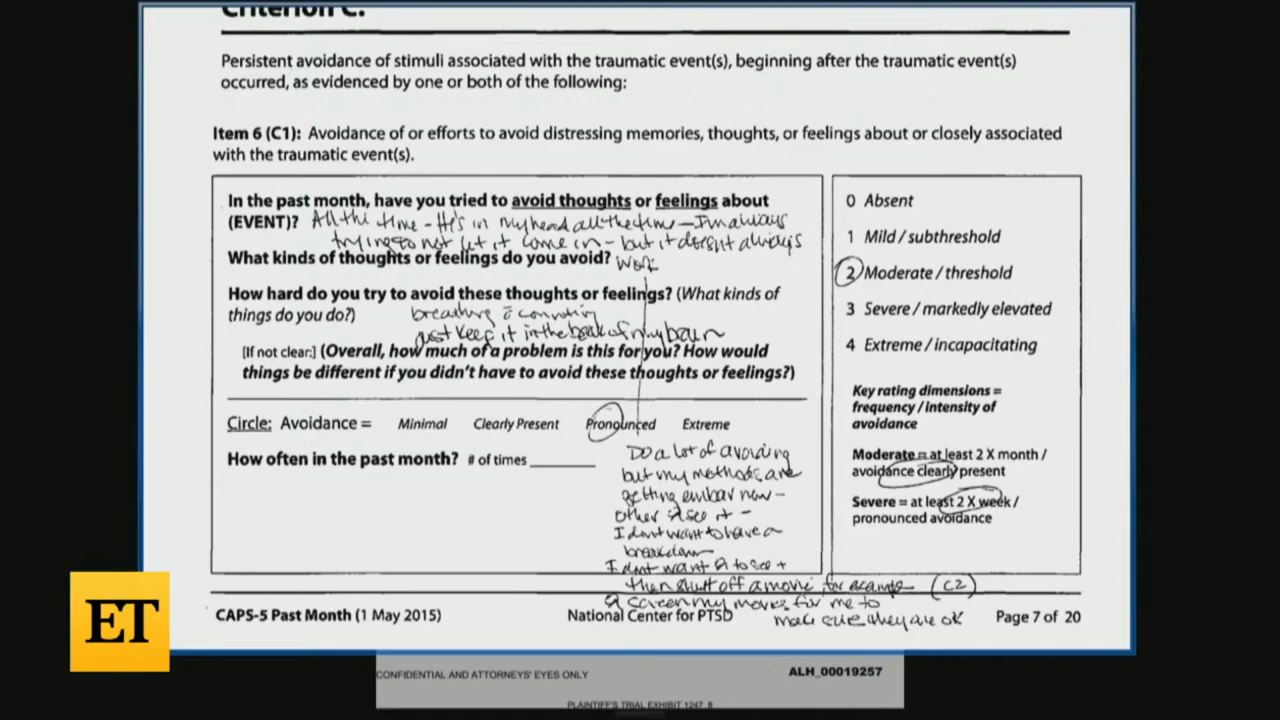 Criterion C:
Persistent avoidance of stimuli associated with the traumatic event(s), beginning after the traumatic event(s)
occurred, as evidenced by one or both of the following:
Item 6 (C1): Avoidance of or efforts to avoid distressing memories, thoughts, or feelings about or closely associated
with the traumatic event(s).
In the past month, have you tried to avoid thoughts or feelings about
(EVENT)? All the time - He's in my head all the time - I'm always
trying to not let it come in - but it doesn't always
What kinds of thoughts or feelings do you avoid? work
How hard do you try to avoid these thoughts or feelings? (What kinds of
things do you do?) breathing counting
just keep it in the back of my brain
[If not clear:] (Overall, how much of a problem is this for you? How would
things be different if you didn't have to avoid these thoughts or feelings?)
Circle: Avoidance = Minimal Clearly Present Pronounced Extreme
How often in the past month? # of times
Do a lot of avoiding
but my methods are
getting embar now -
other see it -
I dont want to have a
breakdown
I dont want to see +
then shut off a movie for example (C2)
screen my movies for me to
make sure they are ok
0 Absent
1 Mild / subthreshold
2 Moderate / threshold
3 Severe / markedly elevated
4 Extreme / incapacitating
Key rating dimensions =
frequency / intensity of
avoidance
Moderate = at least 2 X month /
avoidance clearly present
Severe = at least 2 X week /
pronounced avoidance
CAPS-5 Past Month (1 May 2015) National Center for PTSD Page 7 of 20
ET
CONFIDENTIAL AND ATTORNEYS' EYES ONLY
ALH_00019257
PLAINTIFF'S TRIAL EXHIBIT 1247_8